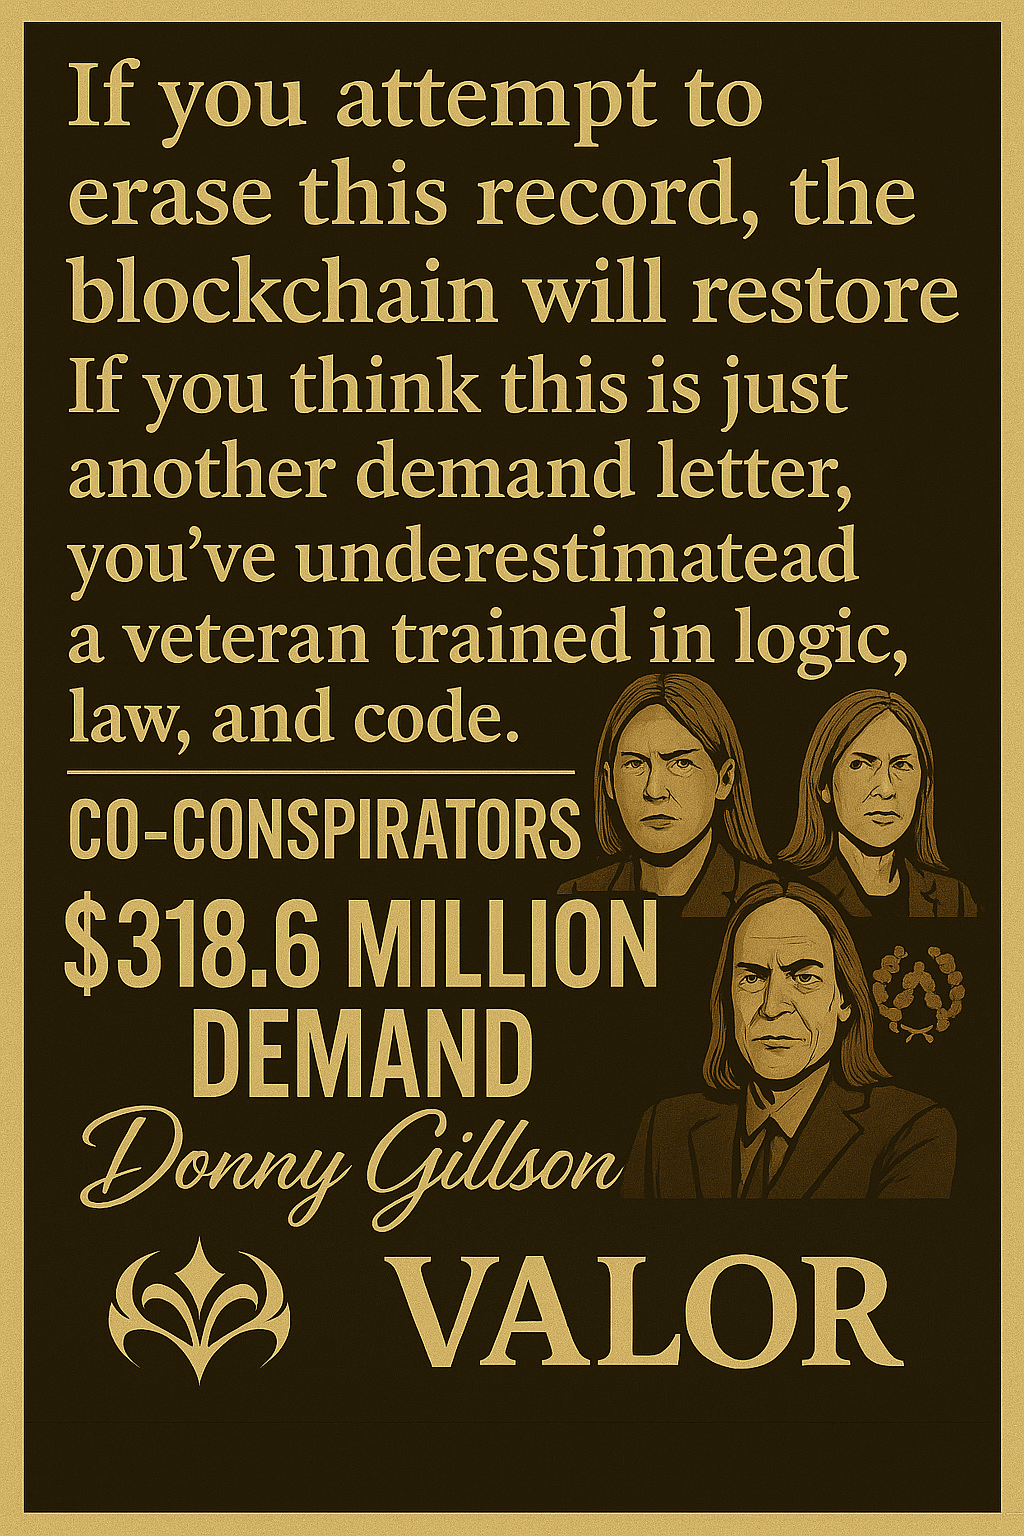 If you attempt to
erase this record, the
blockchain will restore
If you think this is just
another demand letter,
you’ve underestimatead
a veteran trained in logic,
law, and code.
CO-CONSPIRATORS
$318.6 MILLION
DEMAND
Donny Gillson
VALOR